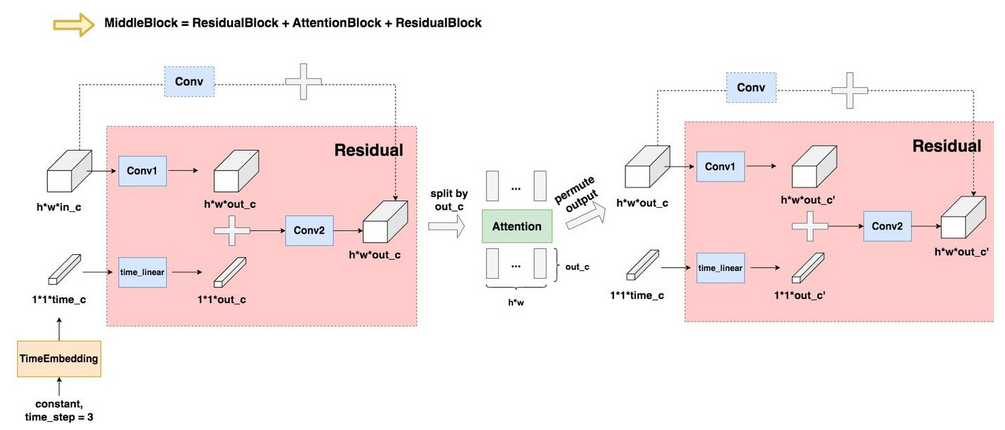 MiddleBlock = ResidualBlock + AttentionBlock + ResidualBlock
Conv
Residual
Conv1
h*w*in_c
h*w*out_c
Conv2
h*w*out_c
time_linear
1*1*time_c
1*1*out_c
TimeEmbedding
constant,
time_step = 3
split by
out_c
...
Attention
...
out_c
h*w
permute
output
Conv
Residual
Conv1
h*w*out_c
h*w*out_c'
Conv2
h*w*out_c'
time_linear
1*1*time_c
1*1*out_c'